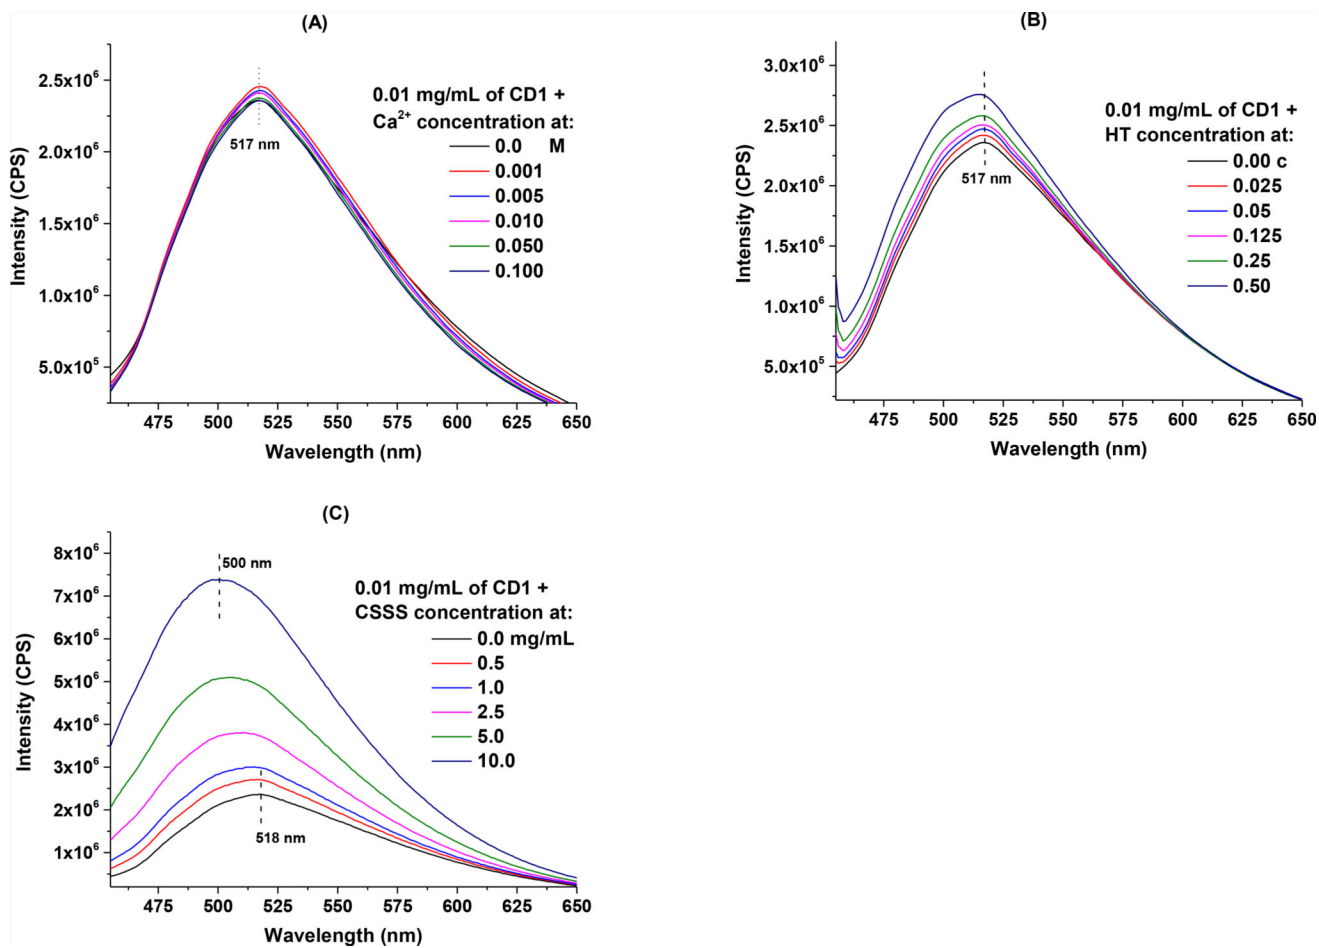 (A)
2.5x10⁶
2.0x10⁶
1.5x10⁶
1.0x10⁶
5.0x10⁵
Intensity (CPS)
517 nm
0.01 mg/mL of CD1 +
Ca²⁺ concentration at:
0.0 M
0.001
0.005
0.010
0.050
0.100
475 500 525 550 575 600 625 650
Wavelength (nm)
(B)
3.0x10⁶
2.5x10⁶
2.0x10⁶
1.5x10⁶
1.0x10⁶
5.0x10⁵
Intensity (CPS)
517 nm
0.01 mg/mL of CD1 +
HT concentration at:
0.00 c
0.025
0.05
0.125
0.25
0.50
475 500 525 550 575 600 625 650
Wavelength (nm)
(C)
8x10⁶
7x10⁶
6x10⁶
5x10⁶
4x10⁶
3x10⁶
2x10⁶
1x10⁶
Intensity (CPS)
500 nm
518 nm
0.01 mg/mL of CD1 +
CSSS concentration at:
0.0 mg/mL
0.5
1.0
2.5
5.0
10.0
475 500 525 550 575 600 625 650
Wavelength (nm)